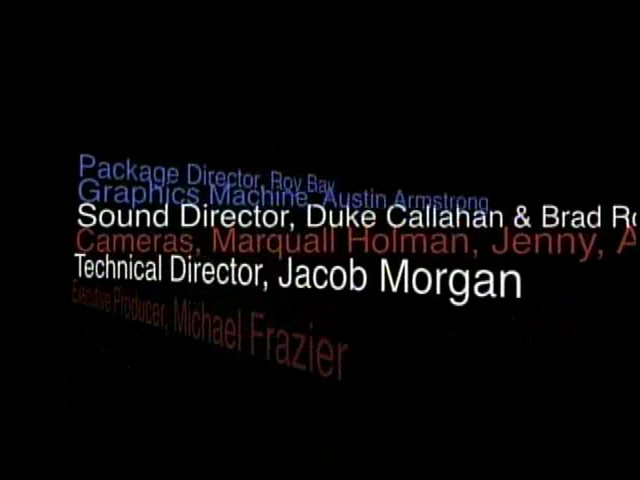 Package Director, Roy Bay
Graphics Machine, Austin Armstrong
Sound Director, Duke Callahan & Brad Ro
Cameras, Marquall Holman, Jenny, A
Technical Director, Jacob Morgan
Executive Producer, Michael Frazier